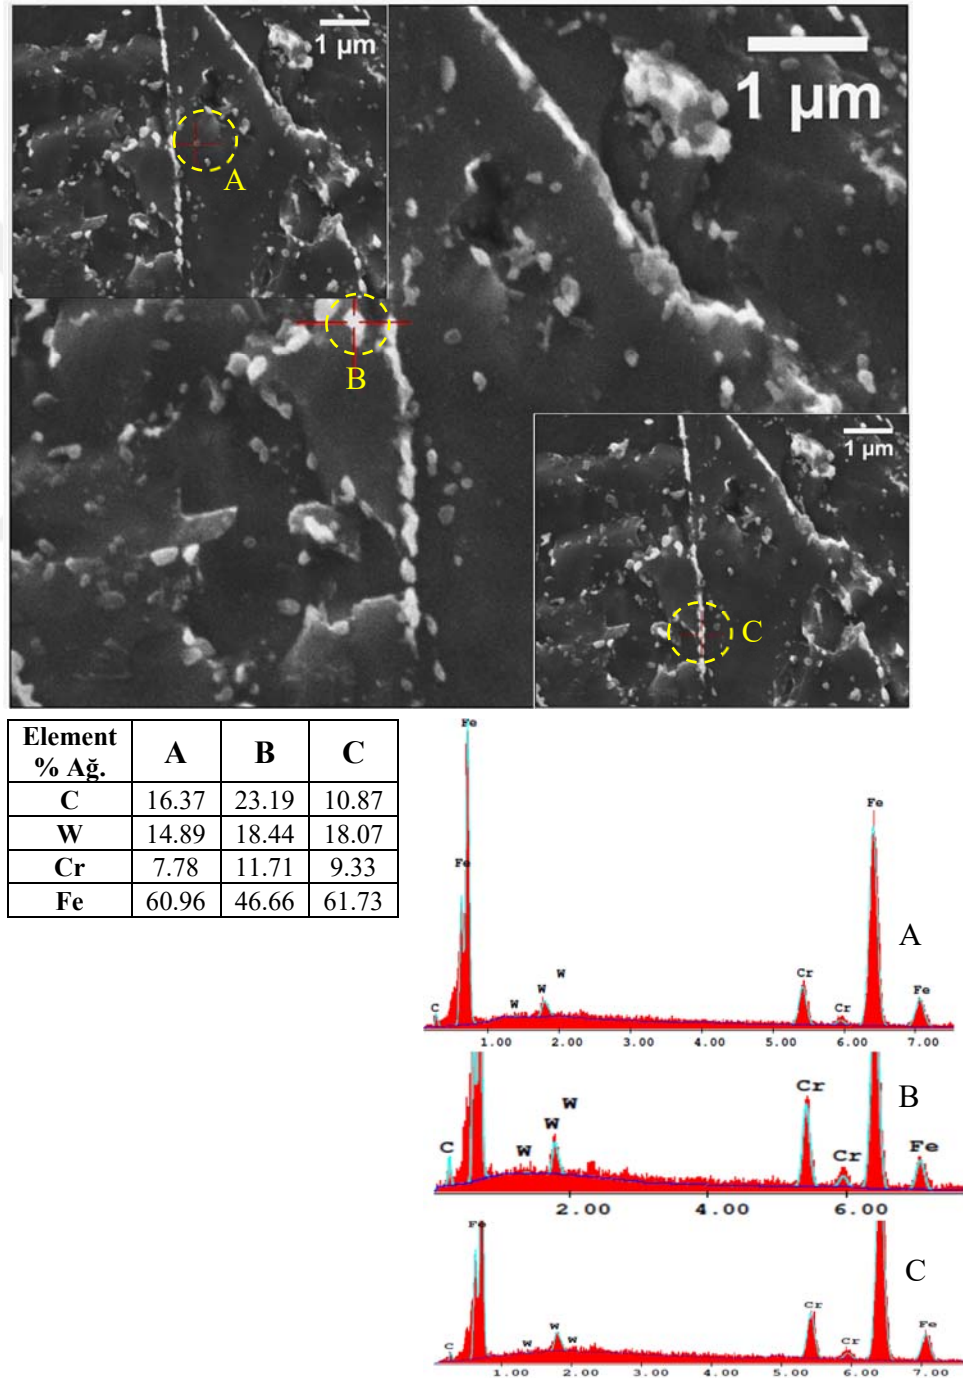 1 µm
1 µm
A
B
1 µm
C
Element % Ağ. A B C
C 16.37 23.19 10.87
W 14.89 18.44 18.07
Cr 7.78 11.71 9.33
Fe 60.96 46.66 61.73
Fe
Fe
Fe
A
W
Cr
W
Fe
C
W
Cr
1.00 2.00 3.00 4.00 5.00 6.00 7.00
Cr
B
W
W
C
W
Cr
Fe
2.00 4.00 6.00
Fe
C
Cr
W
Fe
C
W
W
Cr
1.00 2.00 3.00 4.00 5.00 6.00 7.00